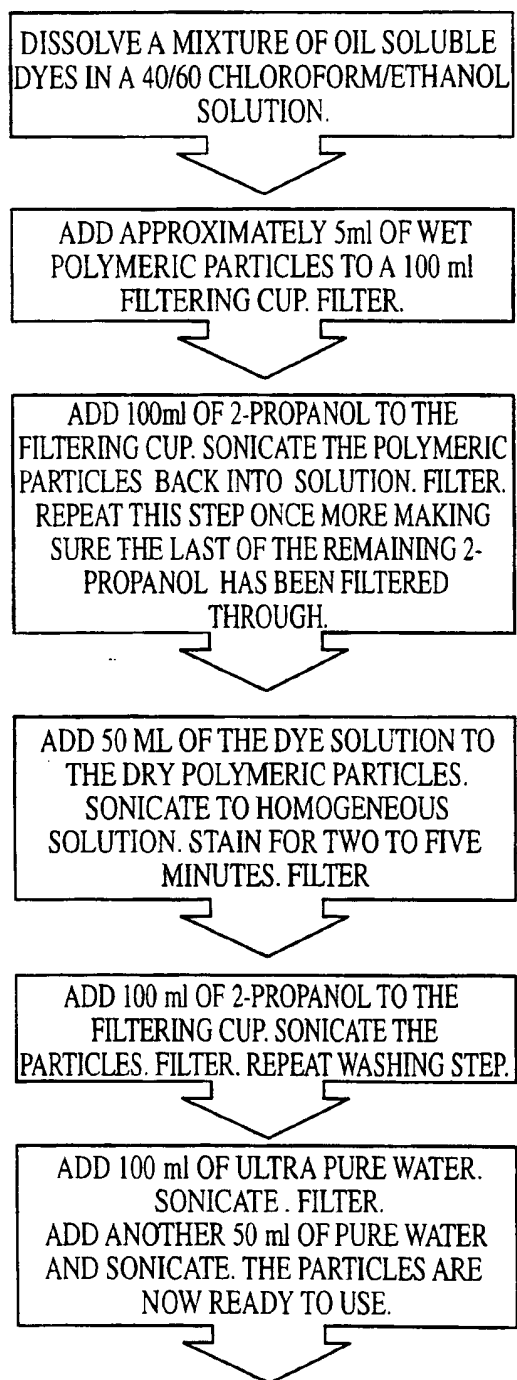 DISSOLVE A MIXTURE OF OIL SOLUBLE
DYES IN A 40/60 CHLOROFORM/ETHANOL
SOLUTION.
ADD APPROXIMATELY 5ml OF WET
POLYMERIC PARTICLES TO A 100 ml
FILTERING CUP. FILTER.
ADD 100ml OF 2-PROPANOL TO THE
FILTERING CUP. SONICATE THE POLYMERIC
PARTICLES BACK INTO SOLUTION. FILTER.
REPEAT THIS STEP ONCE MORE MAKING
SURE THE LAST OF THE REMAINING 2-
PROPANOL HAS BEEN FILTERED
THROUGH.
ADD 50 ML OF THE DYE SOLUTION TO
THE DRY POLYMERIC PARTICLES.
SONICATE TO HOMOGENEOUS
SOLUTION. STAIN FOR TWO TO FIVE
MINUTES. FILTER
ADD 100 ml OF 2-PROPANOL TO THE
FILTERING CUP. SONICATE THE
PARTICLES. FILTER. REPEAT WASHING STEP.
ADD 100 ml OF ULTRA PURE WATER.
SONICATE . FILTER.
ADD ANOTHER 50 ml OF PURE WATER
AND SONICATE. THE PARTICLES ARE
NOW READY TO USE.